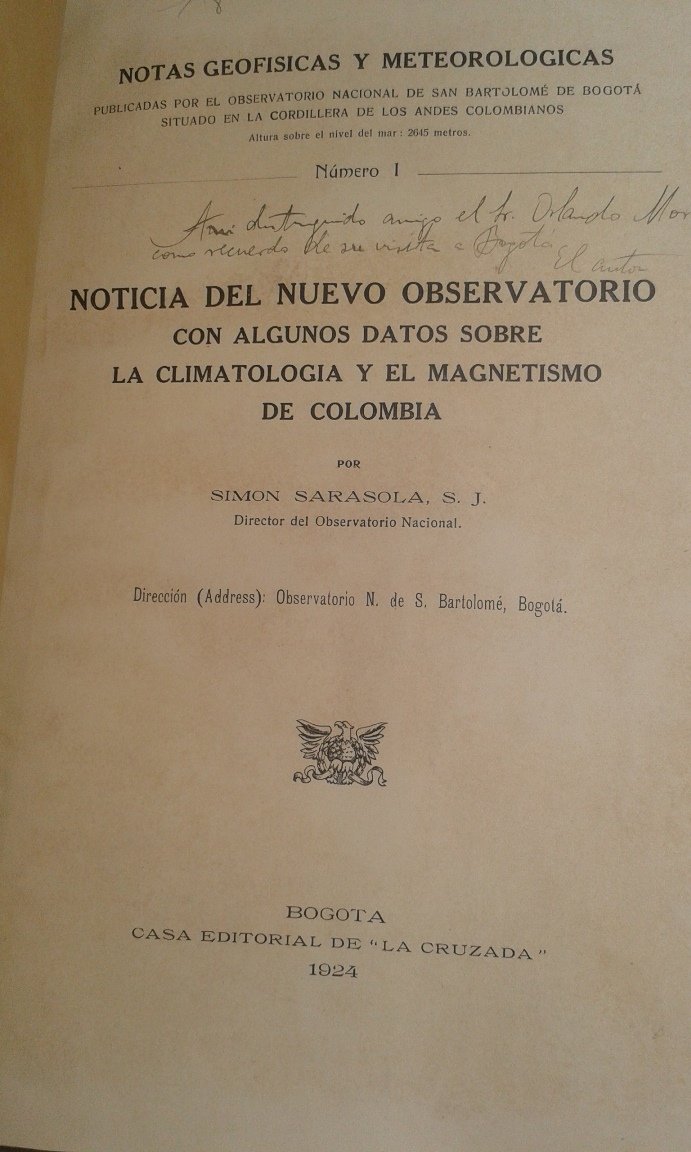 NOTAS GEOFISICAS Y METEOROLOGICAS
PUBLICADAS POR EL OBSERVATORIO NACIONAL DE SAN BARTOLOMÉ DE BOGOTÁ
SITUADO EN LA CORDILLERA DE LOS ANDES COLOMBIANOS
Altura sobre el nivel del mar: 2645 metros.
Número I
A mi distinguido amigo el Sr. Orlando
como recuerdo de su visita a Bogotá
El autor
NOTICIA DEL NUEVO OBSERVATORIO
CON ALGUNOS DATOS SOBRE
LA CLIMATOLOGIA Y EL MAGNETISMO
DE COLOMBIA
POR
SIMON SARASOLA, S. J.
Director del Observatorio Nacional.
Dirección (Address): Observatorio N. de S. Bartolomé, Bogotá.
BOGOTA
CASA EDITORIAL DE "LA CRUZADA"
1924